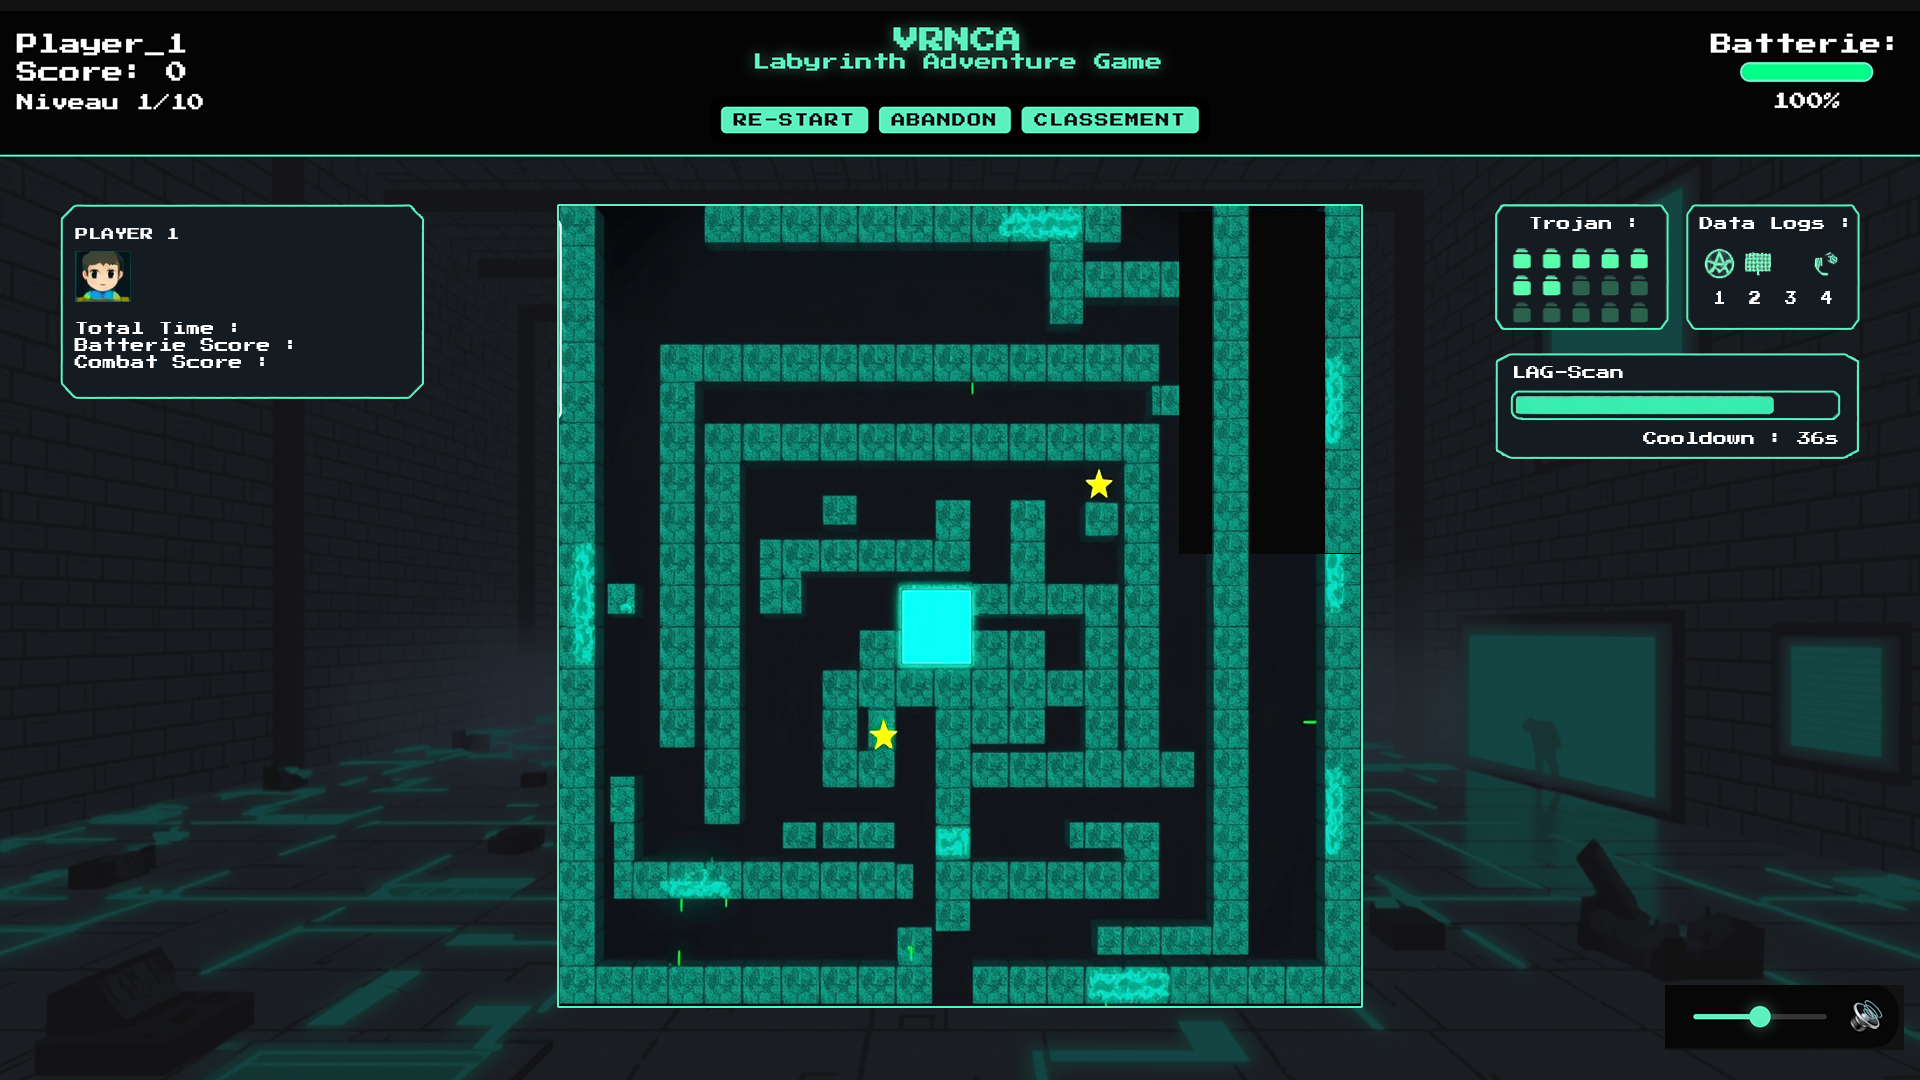 Player_1
Score: 0
Niveau 1/10
VRNCA
Labyrinth Adventure Game
RE-START
ABANDON
CLASSEMENT
Batterie:
100%
PLAYER 1
Total Time :
Batterie Score :
Combat Score :
Trojan :
Data Logs :
1 2 3 4
LAG-Scan
Cooldown : 36s